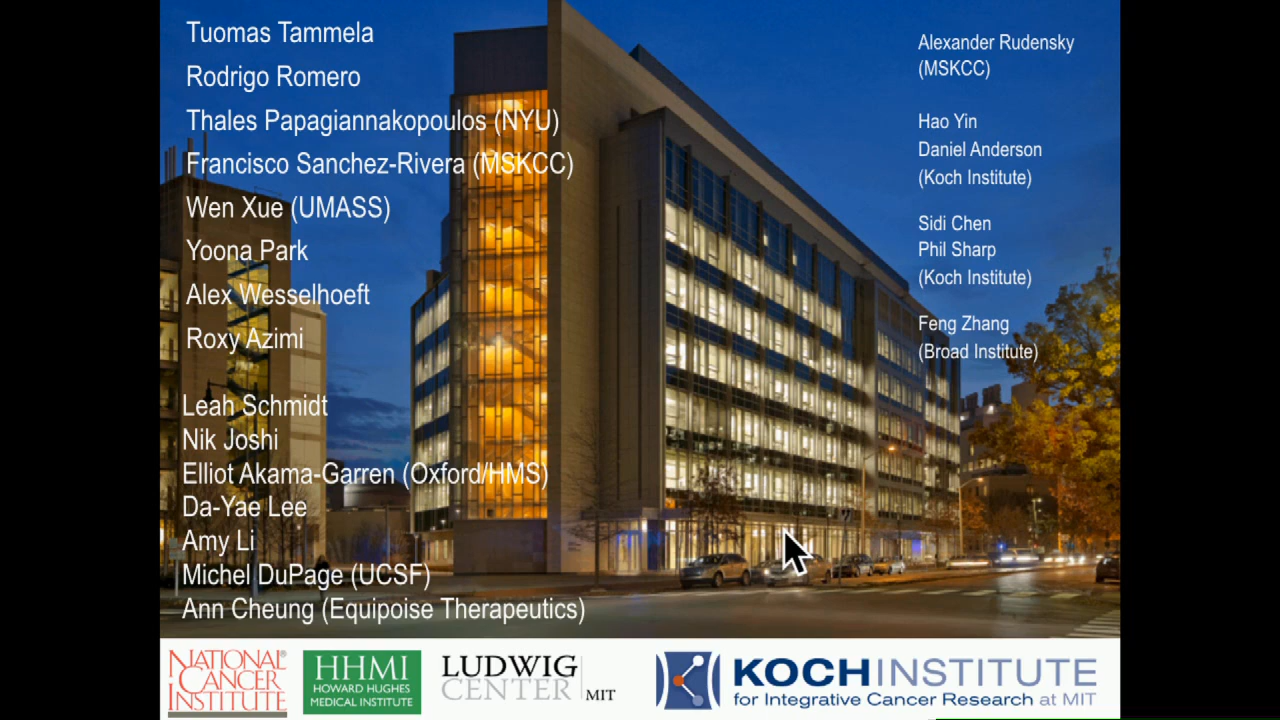 Tuomas Tammela
Rodrigo Romero
Thales Papagiannakopoulos (NYU)
Francisco Sanchez-Rivera (MSKCC)
Wen Xue (UMASS)
Yoona Park
Alex Wesselhoeft
Roxy Azimi
Leah Schmidt
Nik Joshi
Elliot Akama-Garren (Oxford/HMS)
Da-Yae Lee
Amy Li
Michel DuPage (UCSF)
Ann Cheung (Equipoise Therapeutics)
Alexander Rudensky
(MSKCC)
Hao Yin
Daniel Anderson
(Koch Institute)
Sidi Chen
Phil Sharp
(Koch Institute)
Feng Zhang
(Broad Institute)
NATIONAL®
CANCER
INSTITUTE
HHMI
HOWARD HUGHES
MEDICAL INSTITUTE
LUDWIG
CENTER | MIT
KOCH INSTITUTE
for Integrative Cancer Research at MIT